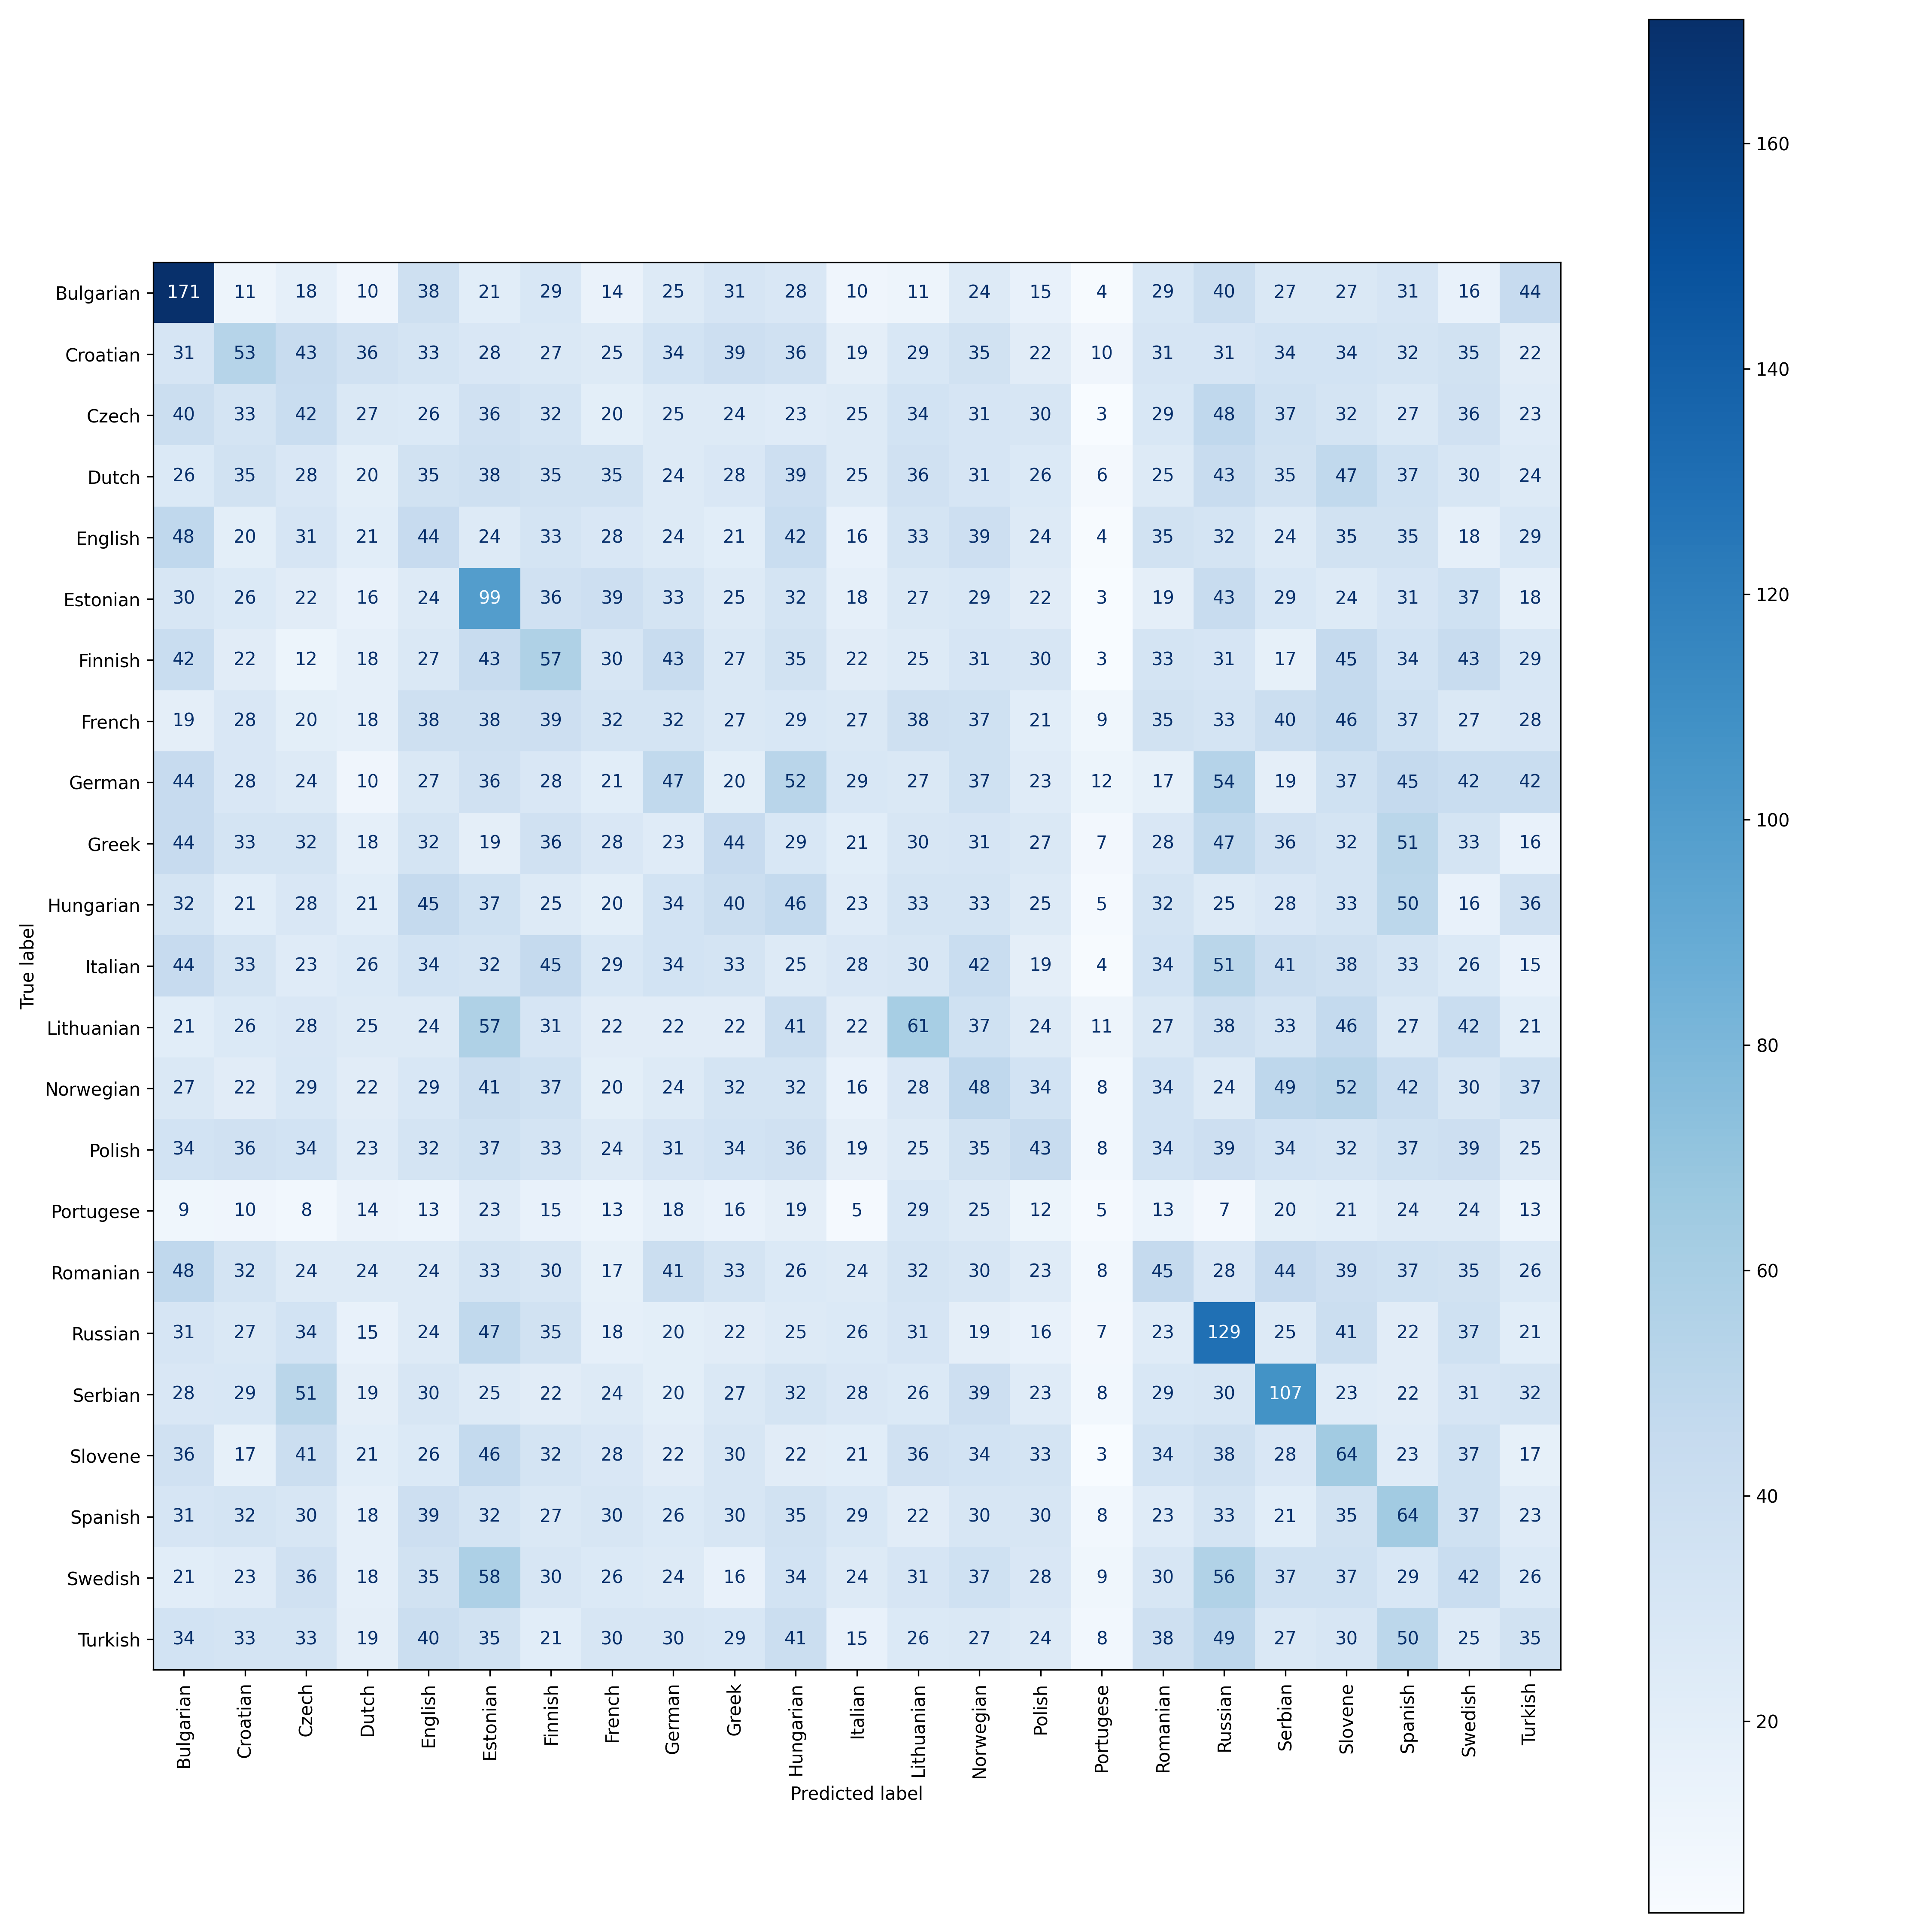 160
140
120
100
80
60
40
20
True label
Bulgarian 171 11 18 10 38 21 29 14 25 31 28 10 11 24 15 4 29 40 27 27 31 16 44
Croatian 31 53 43 36 33 28 27 25 34 39 36 19 29 35 22 10 31 31 34 34 32 35 22
Czech 40 33 42 27 26 36 32 20 25 24 23 25 34 31 30 3 29 48 37 32 27 36 23
Dutch 26 35 28 20 35 38 35 35 24 28 39 25 36 31 26 6 25 43 35 47 37 30 24
English 48 20 31 21 44 24 33 28 24 21 42 16 33 39 24 4 35 32 24 35 35 18 29
Estonian 30 26 22 16 24 99 36 39 33 25 32 18 27 29 22 3 19 43 29 24 31 37 18
Finnish 42 22 12 18 27 43 57 30 43 27 35 22 25 31 30 3 33 31 17 45 34 43 29
French 19 28 20 18 38 38 39 32 32 27 29 27 38 37 21 9 35 33 40 46 37 27 28
German 44 28 24 10 27 36 28 21 47 20 52 29 27 37 23 12 17 54 19 37 45 42 42
Greek 44 33 32 18 32 19 36 28 23 44 29 21 30 31 27 7 28 47 36 32 51 33 16
Hungarian 32 21 28 21 45 37 25 20 34 40 46 23 33 33 25 5 32 25 28 33 50 16 36
Italian 44 33 23 26 34 32 45 29 34 33 25 28 30 42 19 4 34 51 41 38 33 26 15
Lithuanian 21 26 28 25 24 57 31 22 22 22 41 22 61 37 24 11 27 38 33 46 27 42 21
Norwegian 27 22 29 22 29 41 37 20 24 32 32 16 28 48 34 8 34 24 49 52 42 30 37
Polish 34 36 34 23 32 37 33 24 31 34 36 19 25 35 43 8 34 39 34 32 37 39 25
Portugese 9 10 8 14 13 23 15 13 18 16 19 5 29 25 12 5 13 7 20 21 24 24 13
Romanian 48 32 24 24 24 33 30 17 41 33 26 24 32 30 23 8 45 28 44 39 37 35 26
Russian 31 27 34 15 24 47 35 18 20 22 25 26 31 19 16 7 23 129 25 41 22 37 21
Serbian 28 29 51 19 30 25 22 24 20 27 32 28 26 39 23 8 29 30 107 23 22 31 32
Slovene 36 17 41 21 26 46 32 28 22 30 22 21 36 34 33 3 34 38 28 64 23 37 17
Spanish 31 32 30 18 39 32 27 30 26 30 35 29 22 30 30 8 23 33 21 35 64 37 23
Swedish 21 23 36 18 35 58 30 26 24 16 34 24 31 37 28 9 30 56 37 37 29 42 26
Turkish 34 33 33 19 40 35 21 30 30 29 41 15 26 27 24 8 38 49 27 30 50 25 35
Bulgarian Croatian Czech Dutch English Estonian Finnish French German Greek Hungarian Italian Lithuanian Norwegian Polish Portugese Romanian Russian Serbian Slovene Spanish Swedish Turkish
Predicted label